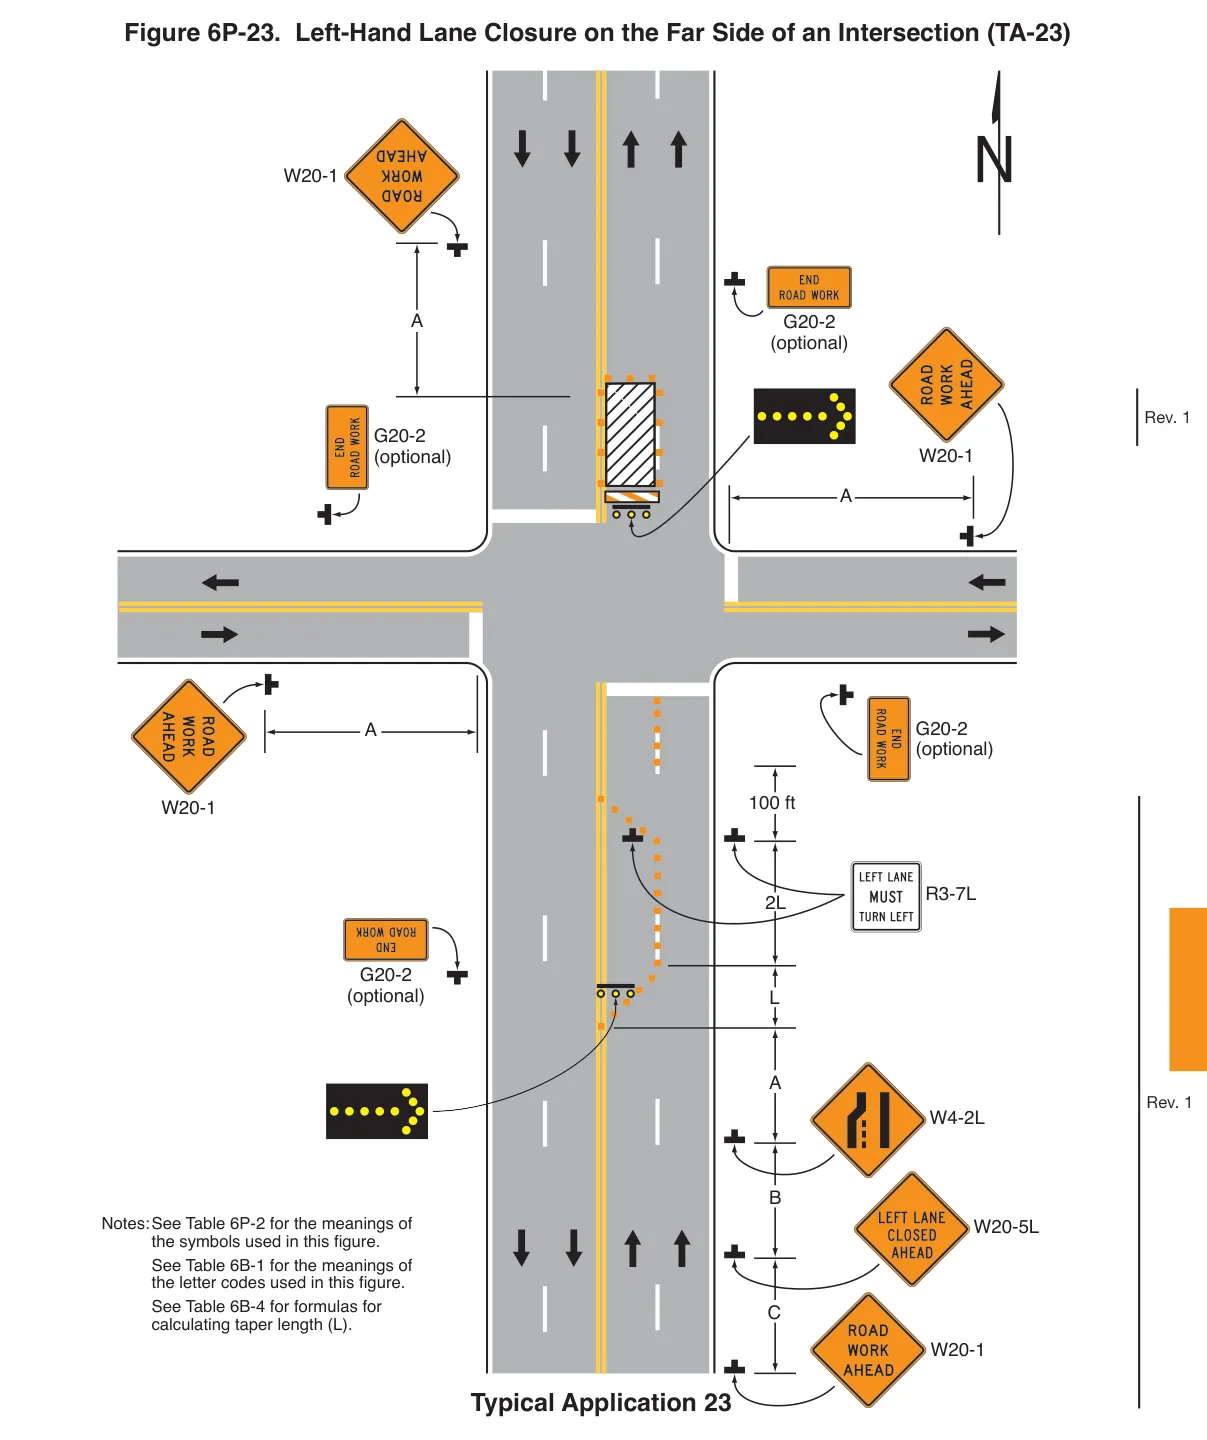 Figure 6P-23.  Left-Hand Lane Closure on the Far Side of an Intersection (TA-23)
W20-1
ROAD
WORK
AHEAD
N
A
END
ROAD WORK
G20-2
(optional)
ROAD
WORK
AHEAD
W20-1
Rev. 1
END
ROAD WORK
G20-2
(optional)
A
ROAD
WORK
AHEAD
W20-1
A
END
ROAD WORK
G20-2
(optional)
100 ft
LEFT LANE
MUST
TURN LEFT
R3-7L
2L
END
ROAD WORK
G20-2
(optional)
L
A
W4-2L
Rev. 1
B
LEFT LANE
CLOSED
AHEAD
W20-5L
C
ROAD
WORK
AHEAD
W20-1
Notes: See Table 6P-2 for the meanings of
the symbols used in this figure.
See Table 6B-1 for the meanings of
the letter codes used in this figure.
See Table 6B-4 for formulas for
calculating taper length (L).
Typical Application 23